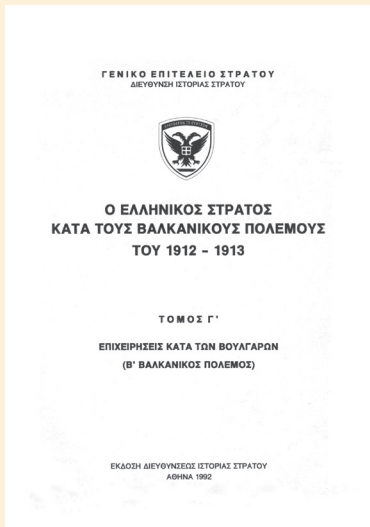 ΓΕΝΙΚΟ ΕΠΙΤΕΛΕΙΟ ΣΤΡΑΤΟΥ
ΔΙΕΥΘΥΝΣΗ ΙΣΤΟΡΙΑΣ ΣΤΡΑΤΟΥ
Ο ΕΛΛΗΝΙΚΟΣ ΣΤΡΑΤΟΣ
ΚΑΤΑ ΤΟΥΣ ΒΑΛΚΑΝΙΚΟΥΣ ΠΟΛΕΜΟΥΣ
ΤΟΥ 1912 - 1913
ΤΟΜΟΣ Γ'
ΕΠΙΧΕΙΡΗΣΕΙΣ ΚΑΤΑ ΤΩΝ ΒΟΥΛΓΑΡΩΝ
(Β' ΒΑΛΚΑΝΙΚΟΣ ΠΟΛΕΜΟΣ)
ΕΚΔΟΣΗ ΔΙΕΥΘΥΝΣΕΩΣ ΙΣΤΟΡΙΑΣ ΣΤΡΑΤΟΥ
ΑΘΗΝΑ 1992